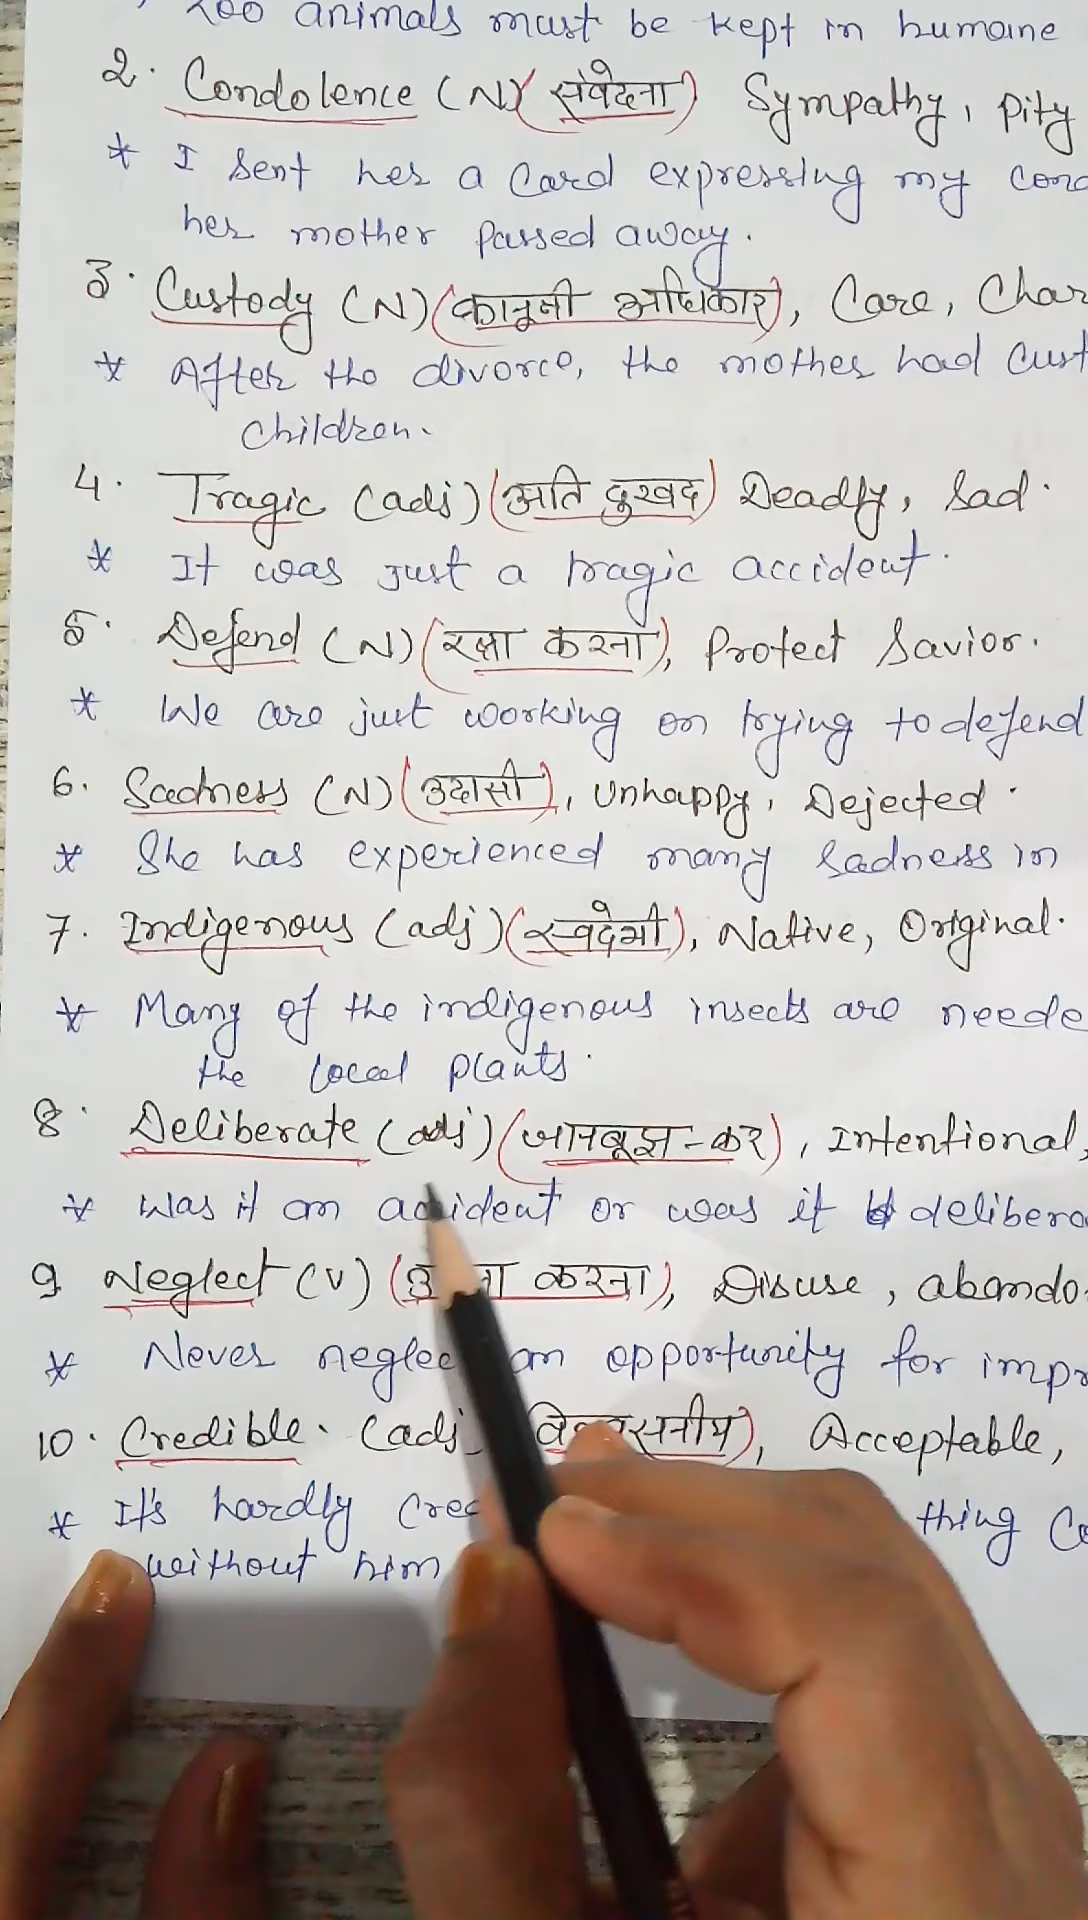 Zoo animals must be kept in humane
2. Condolence (N) (संवेदना) Sympathy, Pity
* I sent her a card expressing my
her mother passed away.
3. Custody (N) (कानूनी अधिकार), Care,
* After the divorce, the mother had
children.
4. Tragic (adj) (अति दुखद) Deadly, Sad.
* It was just a tragic accident.
5. Defend (N) (रक्षा करना), Protect Savior.
* We are just working on trying to defend
6. Sadness (N) (उदासी), Unhappy, Dejected.
* She has experienced many sadness in
7. Indigenous (adj) (स्वदेशी), Native, Original.
* Many of the indigenous insects are
the local plants.
8. Deliberate (adj) (जानबूझ-कर), Intentional,
* Was it an accident or was it
9 Neglect (V) ( करना), Disuse,
* Never an opportunity for
10. Credible. (adj) Acceptable,
* It's hardly thing
without him